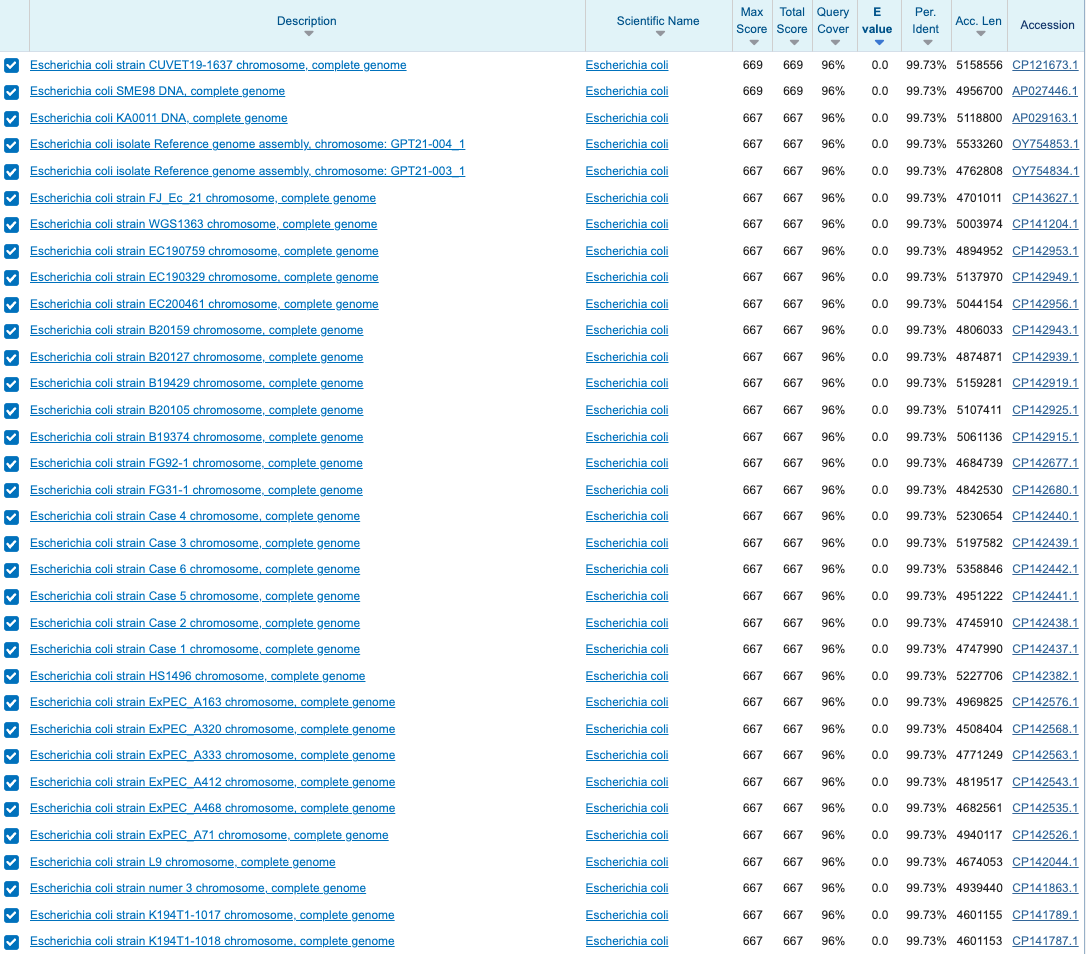 Description Scientific Name Max Score Total Score Query Cover E value Per. Ident Acc. Len Accession
Escherichia coli strain CUVET19-1637 chromosome, complete genome Escherichia coli 669 669 96% 0.0 99.73% 5158556 CP121673.1
Escherichia coli SME98 DNA, complete genome Escherichia coli 669 669 96% 0.0 99.73% 4956700 AP027446.1
Escherichia coli KA0011 DNA, complete genome Escherichia coli 667 667 96% 0.0 99.73% 5118800 AP029163.1
Escherichia coli isolate Reference genome assembly, chromosome: GPT21-004_1 Escherichia coli 667 667 96% 0.0 99.73% 5533260 OY754853.1
Escherichia coli isolate Reference genome assembly, chromosome: GPT21-003_1 Escherichia coli 667 667 96% 0.0 99.73% 4762808 OY754834.1
Escherichia coli strain FJ_Ec_21 chromosome, complete genome Escherichia coli 667 667 96% 0.0 99.73% 4701011 CP143627.1
Escherichia coli strain WGS1363 chromosome, complete genome Escherichia coli 667 667 96% 0.0 99.73% 5003974 CP141204.1
Escherichia coli strain EC190759 chromosome, complete genome Escherichia coli 667 667 96% 0.0 99.73% 4894952 CP142953.1
Escherichia coli strain EC190329 chromosome, complete genome Escherichia coli 667 667 96% 0.0 99.73% 5137970 CP142949.1
Escherichia coli strain EC200461 chromosome, complete genome Escherichia coli 667 667 96% 0.0 99.73% 5044154 CP142956.1
Escherichia coli strain B20159 chromosome, complete genome Escherichia coli 667 667 96% 0.0 99.73% 4806033 CP142943.1
Escherichia coli strain B20127 chromosome, complete genome Escherichia coli 667 667 96% 0.0 99.73% 4874871 CP142939.1
Escherichia coli strain B19429 chromosome, complete genome Escherichia coli 667 667 96% 0.0 99.73% 5159281 CP142919.1
Escherichia coli strain B20105 chromosome, complete genome Escherichia coli 667 667 96% 0.0 99.73% 5107411 CP142925.1
Escherichia coli strain B19374 chromosome, complete genome Escherichia coli 667 667 96% 0.0 99.73% 5061136 CP142915.1
Escherichia coli strain FG92-1 chromosome, complete genome Escherichia coli 667 667 96% 0.0 99.73% 4684739 CP142677.1
Escherichia coli strain FG31-1 chromosome, complete genome Escherichia coli 667 667 96% 0.0 99.73% 4842530 CP142680.1
Escherichia coli strain Case 4 chromosome, complete genome Escherichia coli 667 667 96% 0.0 99.73% 5230654 CP142440.1
Escherichia coli strain Case 3 chromosome, complete genome Escherichia coli 667 667 96% 0.0 99.73% 5197582 CP142439.1
Escherichia coli strain Case 6 chromosome, complete genome Escherichia coli 667 667 96% 0.0 99.73% 5358846 CP142442.1
Escherichia coli strain Case 5 chromosome, complete genome Escherichia coli 667 667 96% 0.0 99.73% 4951222 CP142441.1
Escherichia coli strain Case 2 chromosome, complete genome Escherichia coli 667 667 96% 0.0 99.73% 4745910 CP142438.1
Escherichia coli strain Case 1 chromosome, complete genome Escherichia coli 667 667 96% 0.0 99.73% 4747990 CP142437.1
Escherichia coli strain HS1496 chromosome, complete genome Escherichia coli 667 667 96% 0.0 99.73% 5227706 CP142382.1
Escherichia coli strain ExPEC_A163 chromosome, complete genome Escherichia coli 667 667 96% 0.0 99.73% 4969825 CP142576.1
Escherichia coli strain ExPEC_A320 chromosome, complete genome Escherichia coli 667 667 96% 0.0 99.73% 4508404 CP142568.1
Escherichia coli strain ExPEC_A333 chromosome, complete genome Escherichia coli 667 667 96% 0.0 99.73% 4771249 CP142563.1
Escherichia coli strain ExPEC_A412 chromosome, complete genome Escherichia coli 667 667 96% 0.0 99.73% 4819517 CP142543.1
Escherichia coli strain ExPEC_A468 chromosome, complete genome Escherichia coli 667 667 96% 0.0 99.73% 4682561 CP142535.1
Escherichia coli strain ExPEC_A71 chromosome, complete genome Escherichia coli 667 667 96% 0.0 99.73% 4940117 CP142526.1
Escherichia coli strain L9 chromosome, complete genome Escherichia coli 667 667 96% 0.0 99.73% 4674053 CP142044.1
Escherichia coli strain numer 3 chromosome, complete genome Escherichia coli 667 667 96% 0.0 99.73% 4939440 CP141863.1
Escherichia coli strain K194T1-1017 chromosome, complete genome Escherichia coli 667 667 96% 0.0 99.73% 4601155 CP141789.1
Escherichia coli strain K194T1-1018 chromosome, complete genome Escherichia coli 667 667 96% 0.0 99.73% 4601153 CP141787.1